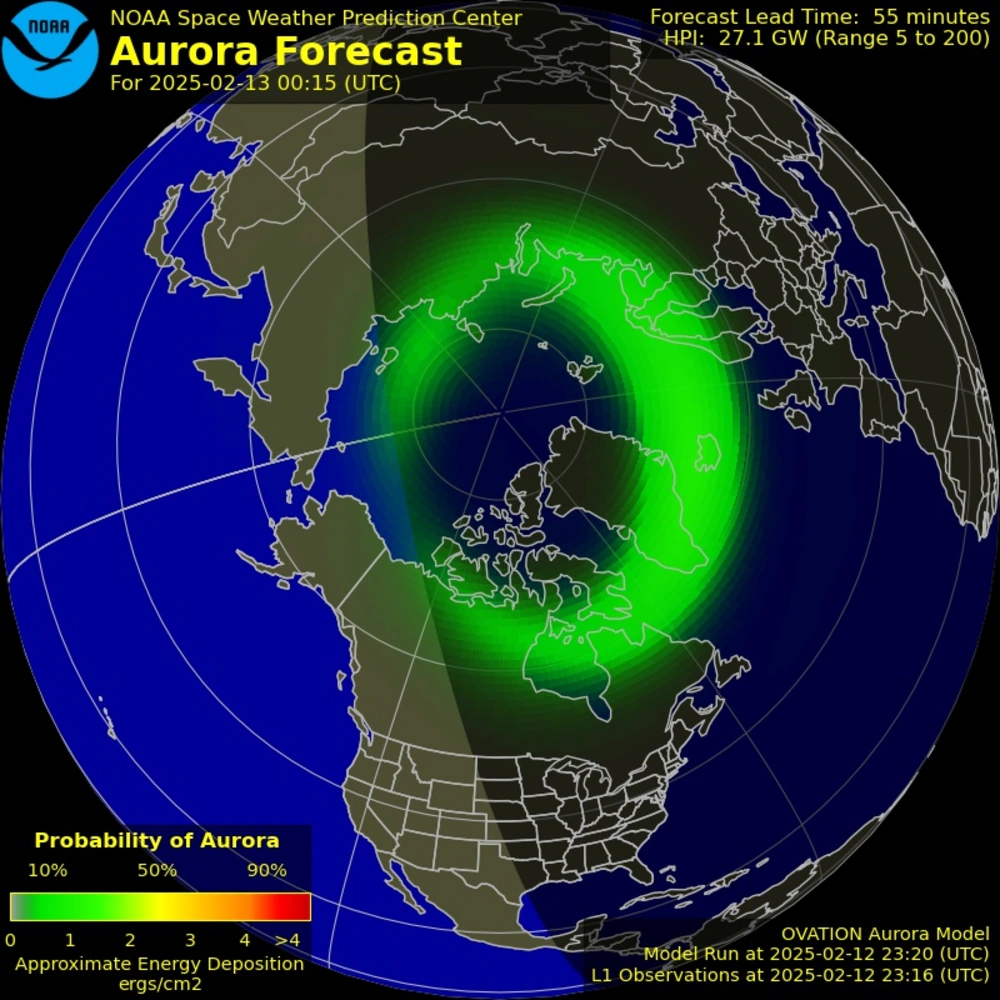 NOAA
NOAA Space Weather Prediction Center
Aurora Forecast
For 2025-02-13 00:15 (UTC)
Forecast Lead Time: 55 minutes
HPI: 27.1 GW (Range 5 to 200)
Probability of Aurora
10% 50% 90%
0 1 2 3 4 >4
Approximate Energy Deposition
ergs/cm2
OVATION Aurora Model
Model Run at 2025-02-12 23:20 (UTC)
L1 Observations at 2025-02-12 23:16 (UTC)